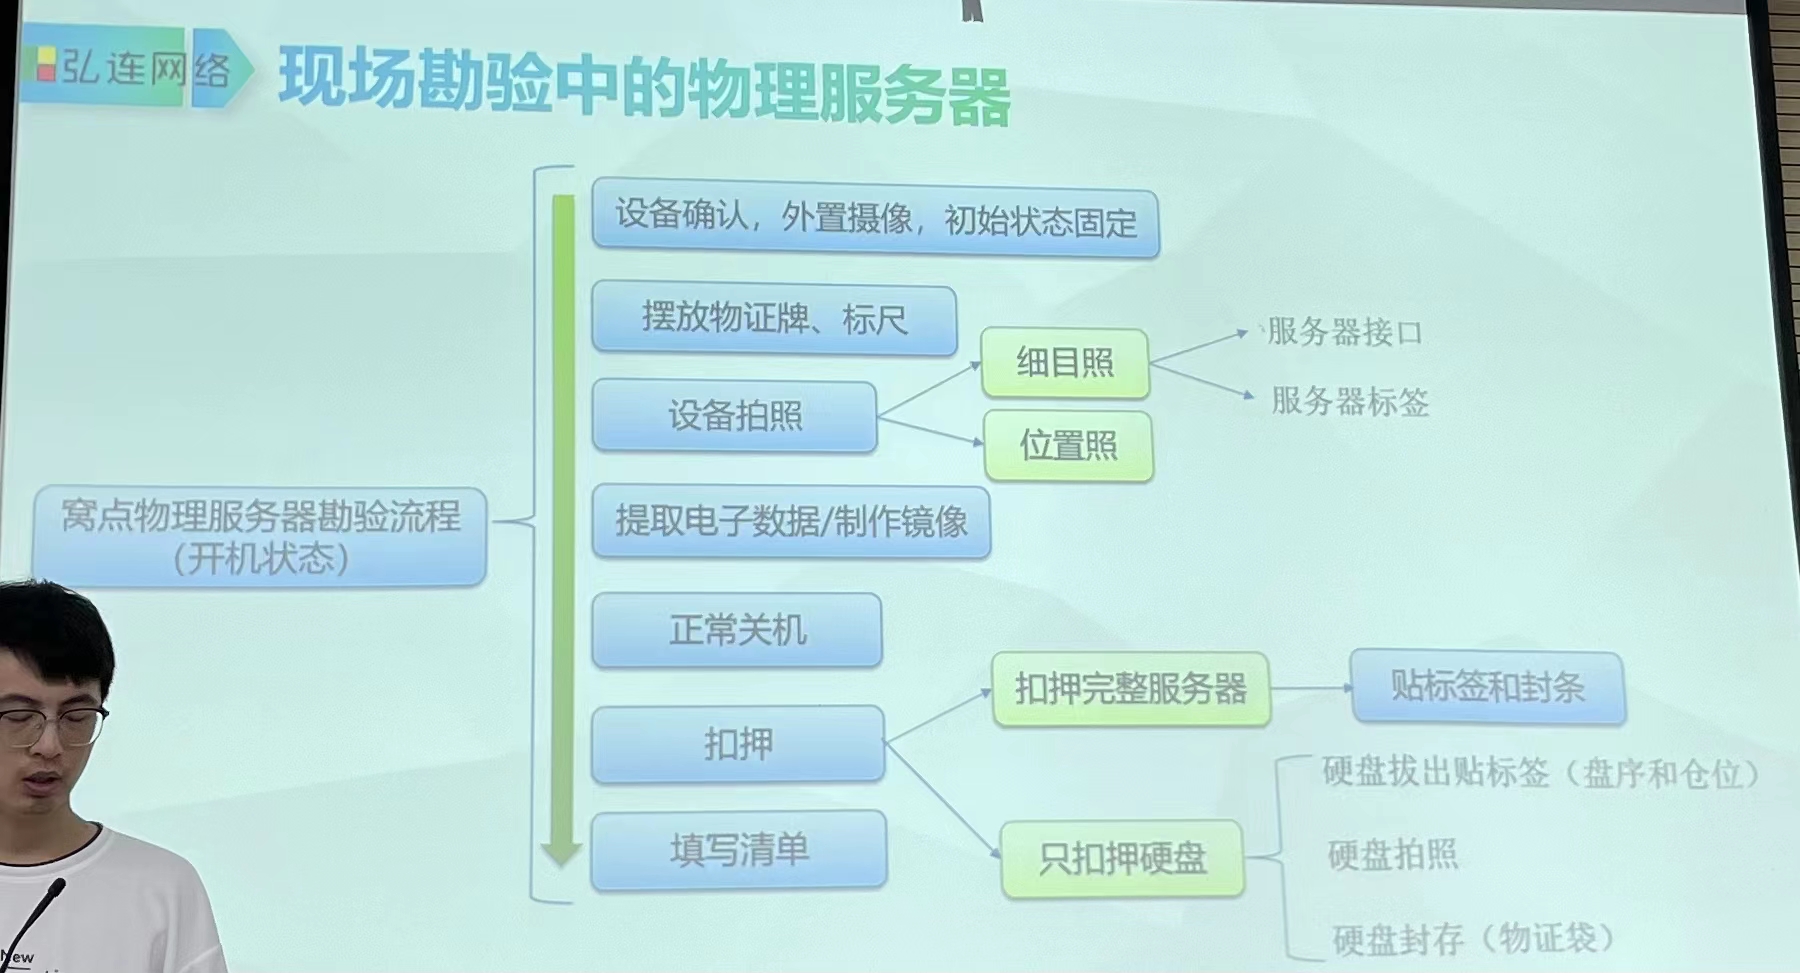 弘连网络
现场勘验中的物理服务器
设备确认，外置摄像，初始状态固定
摆放物证牌、标尺
细目照
服务器接口
服务器标签
设备拍照
位置照
窝点物理服务器勘验流程
（开机状态）
提取电子数据/制作镜像
正常关机
扣押完整服务器
贴标签和封条
扣押
硬盘拔出贴标签（盘序和仓位）
填写清单
只扣押硬盘
硬盘拍照
硬盘封存（物证袋）
New